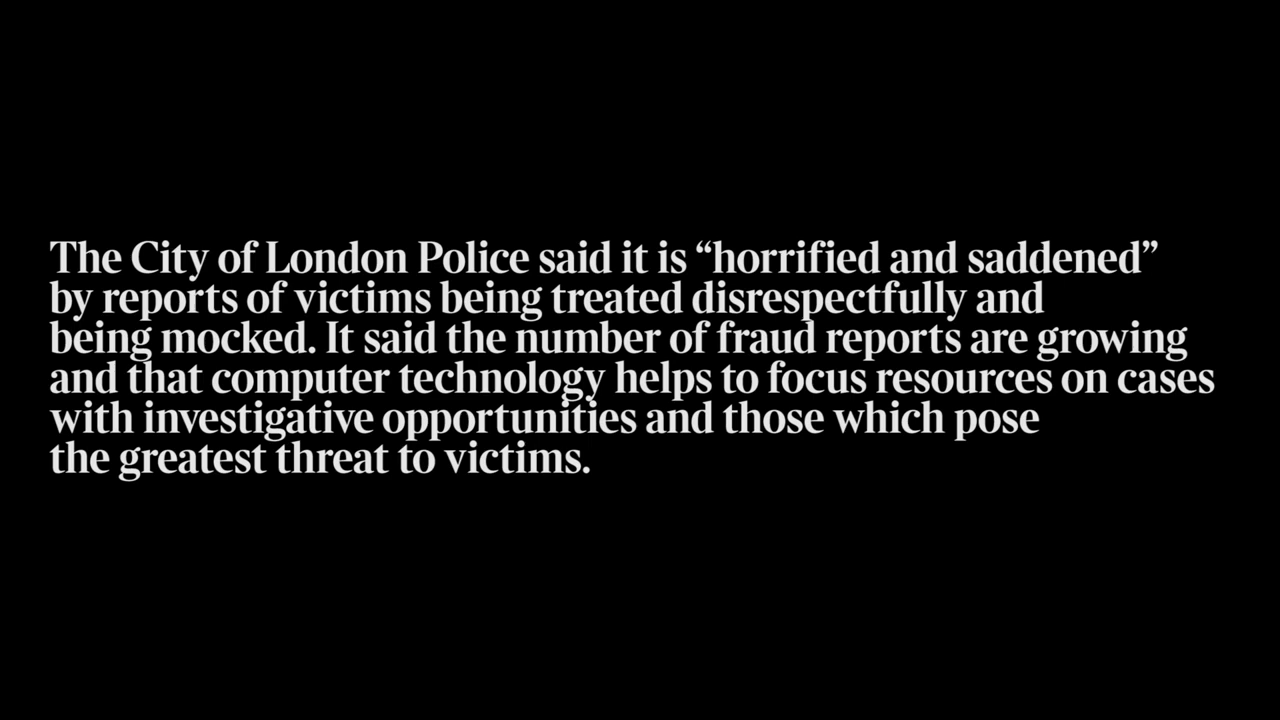 The City of London Police said it is “horrified and saddened”
by reports of victims being treated disrespectfully and
being mocked. It said the number of fraud reports are growing
and that computer technology helps to focus resources on cases
with investigative opportunities and those which pose
the greatest threat to victims.